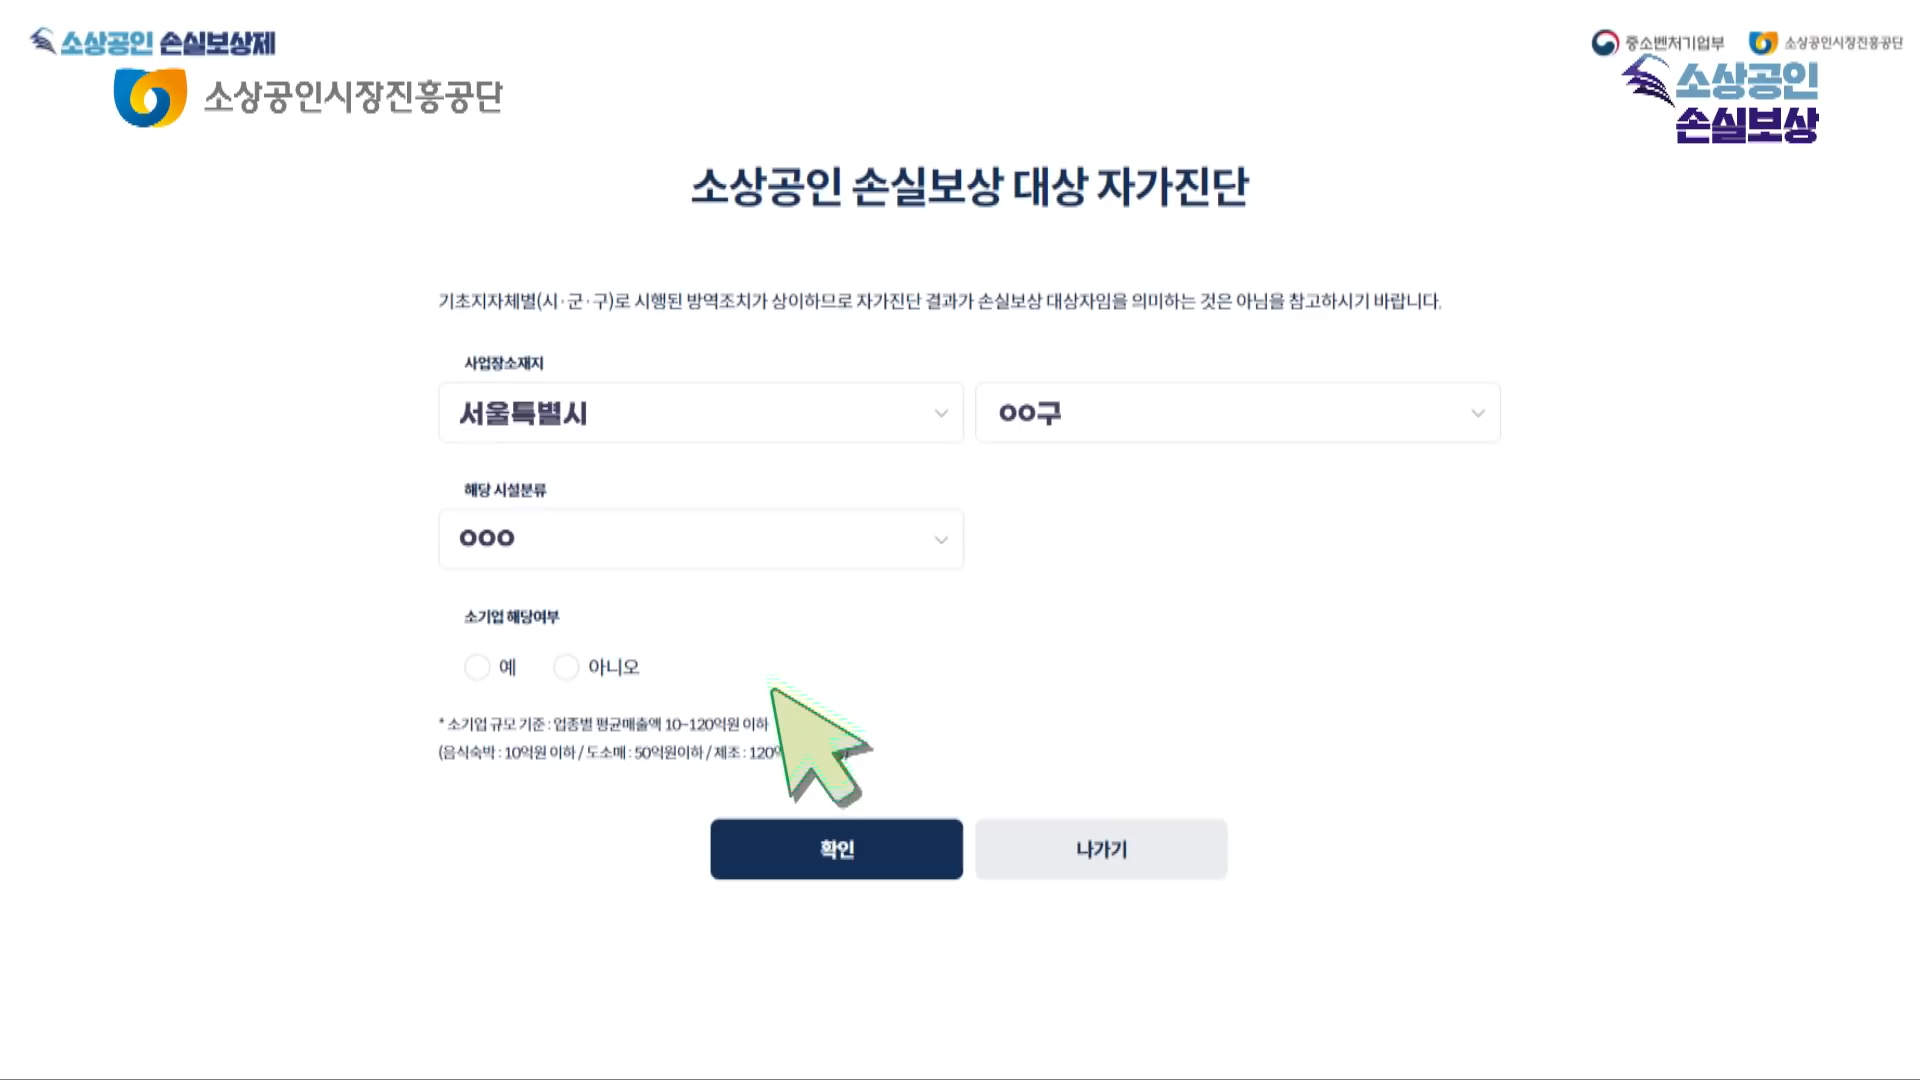 소상공인 손실보상제
중소벤처기업부
소상공인시장진흥공단
소상공인시장진흥공단
소상공인
손실보상
소상공인 손실보상 대상 자가진단
기초지자체별(시·군·구)로 시행된 방역조치가 상이하므로 자가진단 결과가 손실보상 대상자임을 의미하는 것은 아님을 참고하시기 바랍니다.
사업장소재지
서울특별시
OO구
해당 시설분류
OOO
소기업 해당여부
예
아니오
* 소기업 규모 기준 : 업종별 평균매출액 10~120억원 이하
(음식숙박 : 10억원 이하 / 도소매 : 50억원이하 / 제조 : 120
확인
나가기